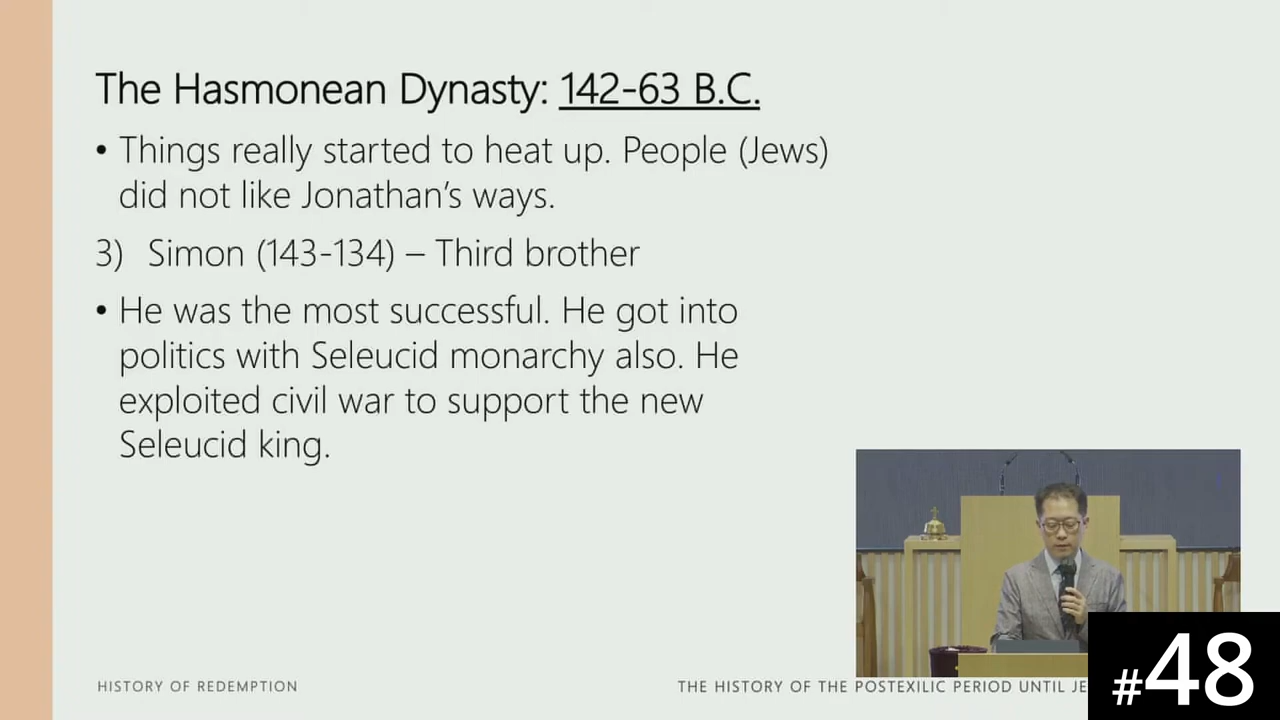 The Hasmonean Dynasty: 142-63 B.C.
• Things really started to heat up. People (Jews)
did not like Jonathan's ways.
3) Simon (143-134) – Third brother
• He was the most successful. He got into
politics with Seleucid monarchy also. He
exploited civil war to support the new
Seleucid king.
HISTORY OF REDEMPTION
THE HISTORY OF THE POSTEXILIC PERIOD UNTIL JE
#48